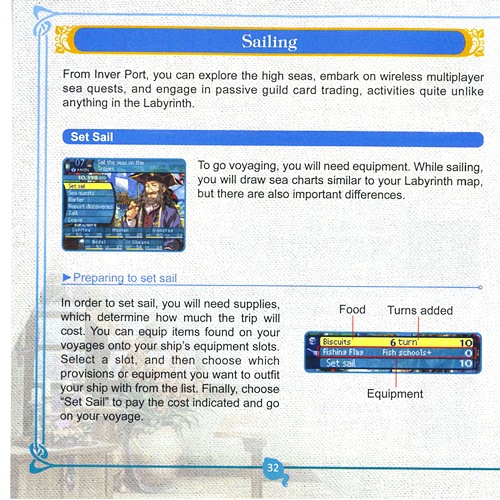 Sailing
From Inver Port, you can explore the high seas, embark on wireless multiplayer
sea quests, and engage in passive guild card trading, activities quite unlike
anything in the Labyrinth.
Set Sail
Set the seas on the
Set sail
Sea quests
Barter
Report discoveries
Talk
Leave
To go voyaging, you will need equipment. While sailing,
you will draw sea charts similar to your Labyrinth map,
but there are also important differences.
►Preparing to set sail
In order to set sail, you will need supplies,
which determine how much the trip will
cost. You can equip items found on your
voyages onto your ship's equipment slots.
Select a slot, and then choose which
provisions or equipment you want to outfit
your ship with from the list. Finally, choose
“Set Sail” to pay the cost indicated and go
on your voyage.
Food Turns added
Biscuits 6 turn 10
Fishing Flag Fish schools+ 0
Set sail 10
Equipment
32